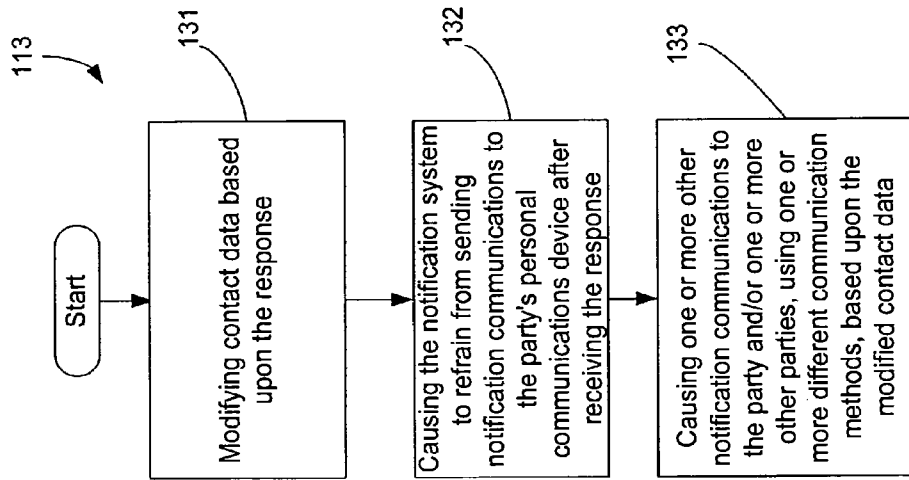 113
Start
Modifying contact data based
upon the response
131
Causing the notification system
to refrain from sending
notification communications to
the party's personal
communications device after
receiving the response
132
Causing one or more other
notification communications to
the party and/or one or more
other parties, using one or
more different communication
methods, based upon the
modified contact data
133